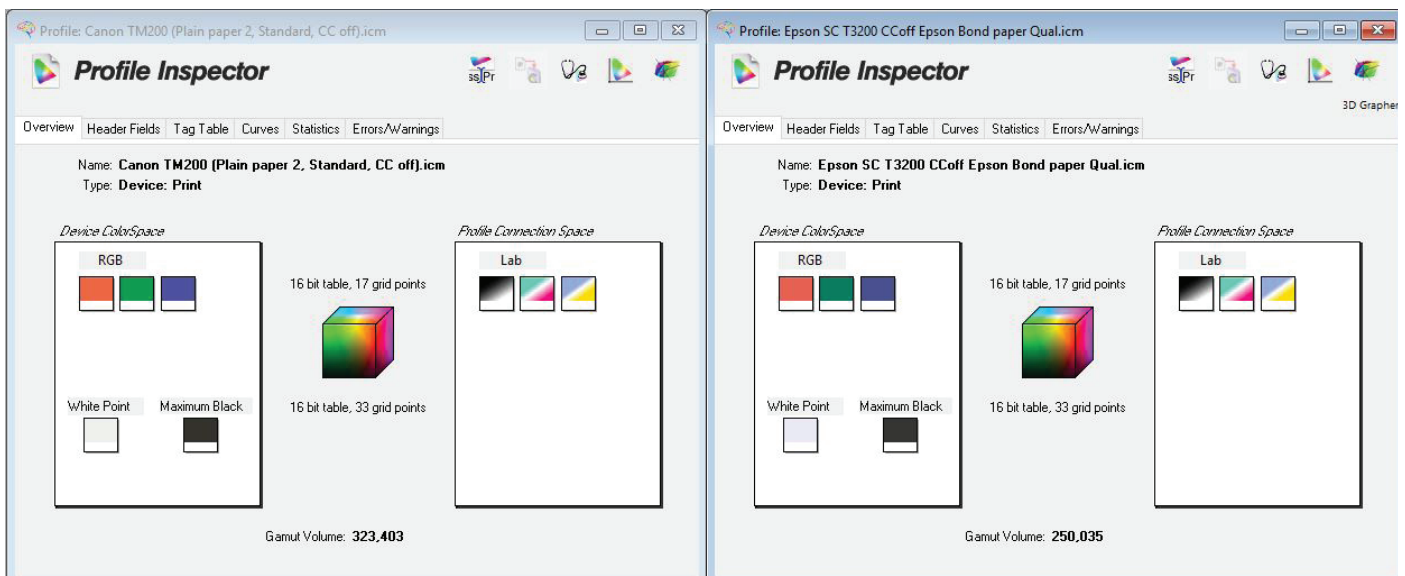 Profile: Canon TM200 (Plain paper 2, Standard, CC off).icm
Profile Inspector
Overview Header Fields Tag Table Curves Statistics Errors/Warnings
Name: Canon TM200 (Plain paper 2, Standard, CC off).icm
Type: Device: Print
Device ColorSpace
Profile Connection Space
RGB
Lab
16 bit table, 17 grid points
White Point
Maximum Black
16 bit table, 33 grid points
Gamut Volume: 323,403
Profile: Epson SC T3200 CCoff Epson Bond paper Qual.icm
Profile Inspector
3D Grapher
Overview Header Fields Tag Table Curves Statistics Errors/Warnings
Name: Epson SC T3200 CCoff Epson Bond paper Qual.icm
Type: Device: Print
Device ColorSpace
Profile Connection Space
RGB
Lab
16 bit table, 17 grid points
White Point
Maximum Black
16 bit table, 33 grid points
Gamut Volume: 250,035